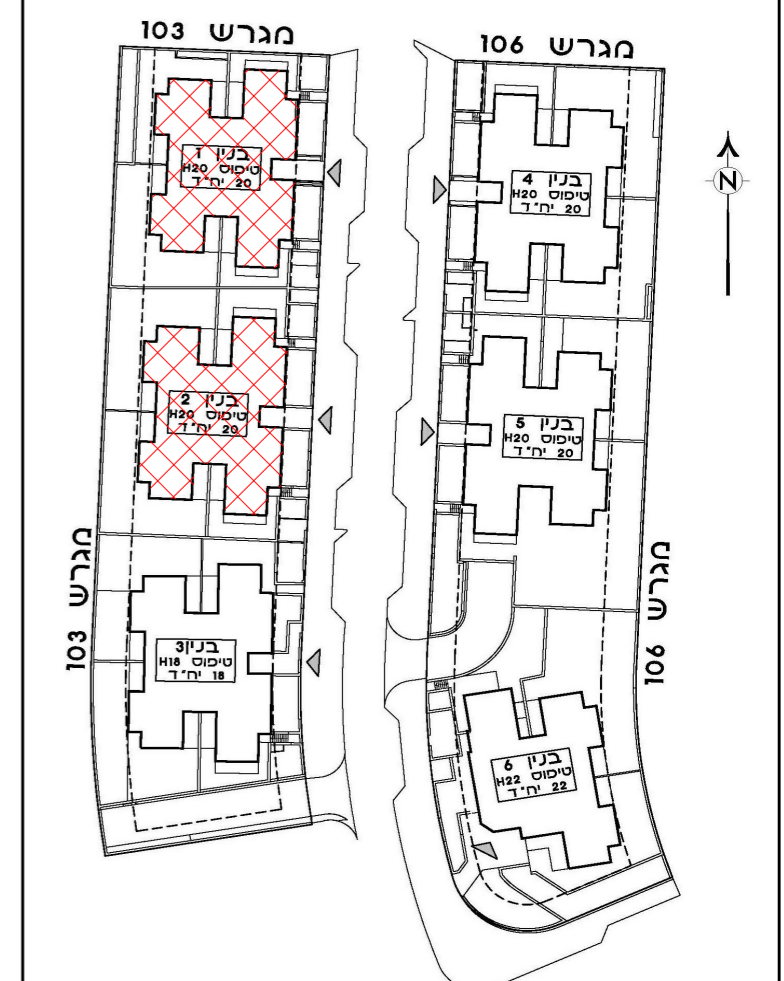 מגרש 103
מגרש 106
בנין 1
טיפוס H20
20 יח"ד
בנין 4
טיפוס H20
20 יח"ד
N
בנין 2
טיפוס H20
20 יח"ד
בנין 5
טיפוס H20
20 יח"ד
מגרש 103
מגרש 106
בנין3
טיפוס H18
18 יח"ד
בנין 6
טיפוס H22
22 יח"ד